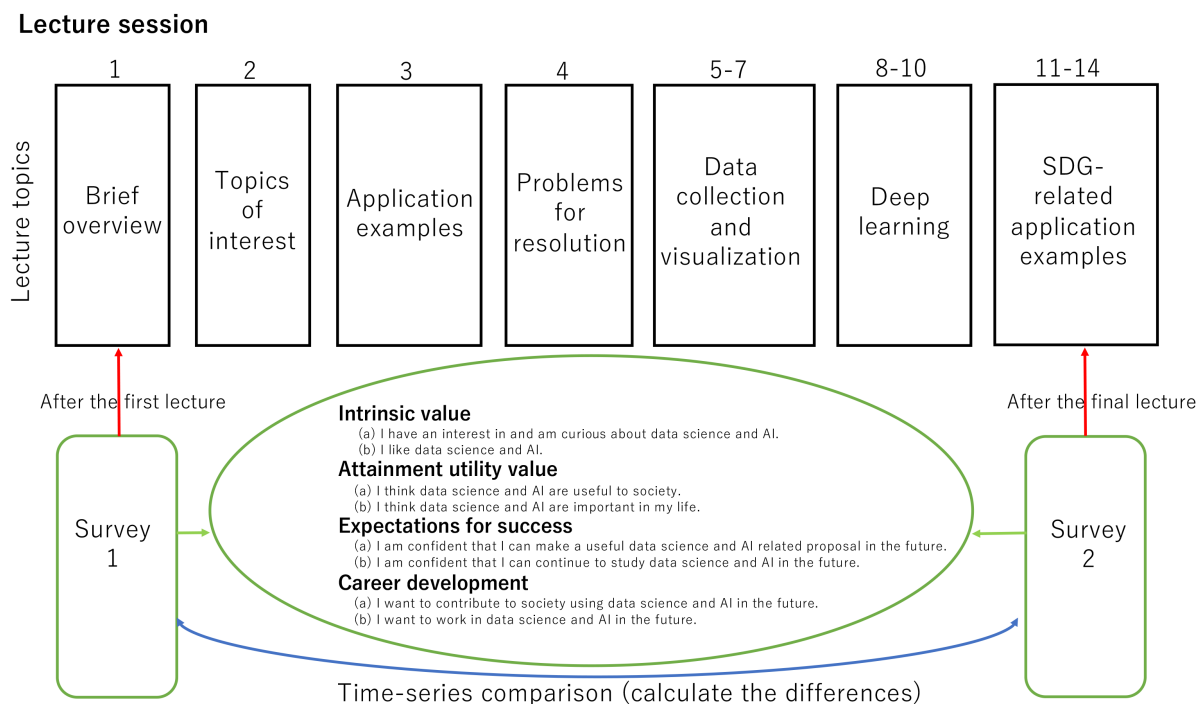 Lecture session
1
2
3
4
5-7
8-10
11-14
Lecture topics
Brief
overview
Topics
of
interest
Application
examples
Problems
for
resolution
Data
collection
and
visualization
Deep
learning
SDG-
related
application
examples
After the first lecture
After the final lecture
Survey
1
Intrinsic value
(a) I have an interest in and am curious about data science and AI.
(b) I like data science and AI.
Attainment utility value
(a) I think data science and AI are useful to society.
(b) I think data science and AI are important in my life.
Expectations for success
(a) I am confident that I can make a useful data science and AI related proposal in the future.
(b) I am confident that I can continue to study data science and AI in the future.
Career development
(a) I want to contribute to society using data science and AI in the future.
(b) I want to work in data science and AI in the future.
Survey
2
Time-series comparison (calculate the differences)